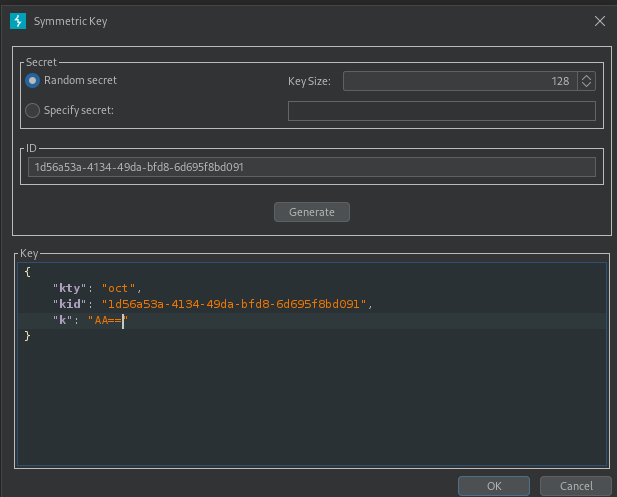 Symmetric Key
Secret
Random secret
Key Size:
128
Specify secret:
ID
1d56a53a-4134-49da-bfd8-6d695f8bd091
Generate
Key
{
"kty": "oct",
"kid": "1d56a53a-4134-49da-bfd8-6d695f8bd091",
"k": "AA=="
}
OK
Cancel